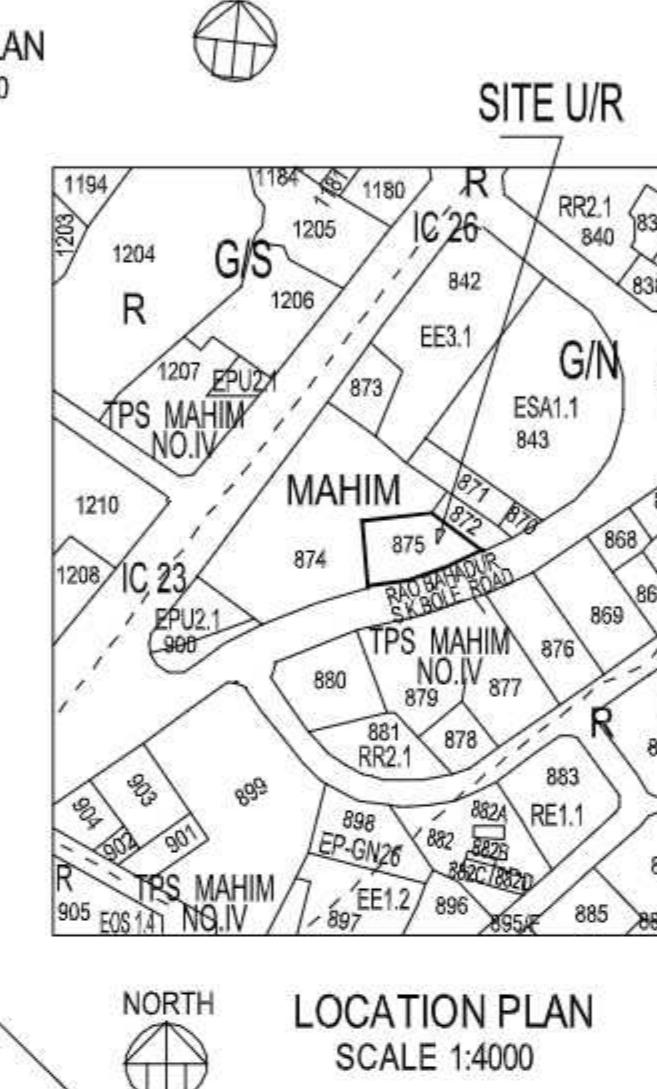 SITE U/R
1194
1184
1181
1180
R
RR2.1
840
1203
1204
1205
IC 26
G/S
R
1206
842
EE3.1
G/N
1207
EPU2.1
873
ESA1.1
843
TPS MAHIM
NO.IV
MAHIM
871
870
872
1210
874
875
868
1208
IC 23
RAO BAHADUR
S.K.BOLE ROAD
869
EPU2.1
900
TPS MAHIM
NO.IV
876
880
879
877
881
RR2.1
878
R
883
RE1.1
903
899
904
902
901
898
EP-GN26
882
882A
882B
882C
882D
R
905
EOS 1.4
TPS MAHIM
NO.IV
EE1.2
897
896
895/F
885
NORTH
LOCATION PLAN
SCALE 1:4000